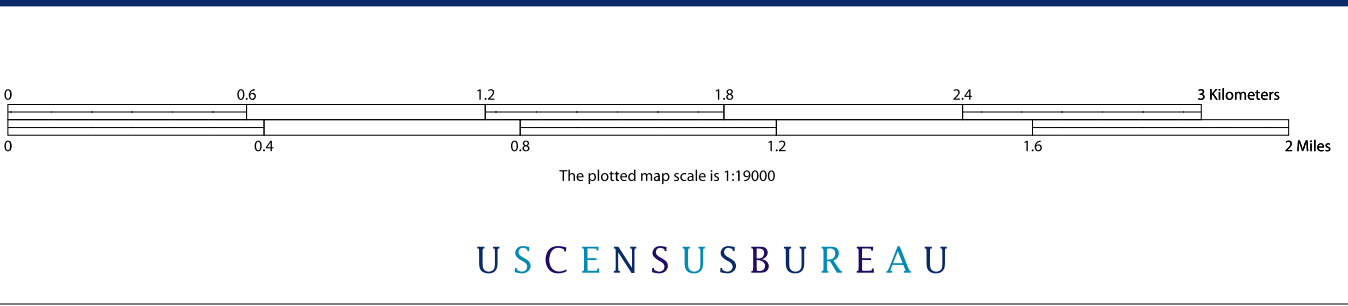 0 0.6 1.2 1.8 2.4 3 Kilometers
0 0.4 0.8 1.2 1.6 2 Miles
The plotted map scale is 1:19000
USCENSUSBUREAU